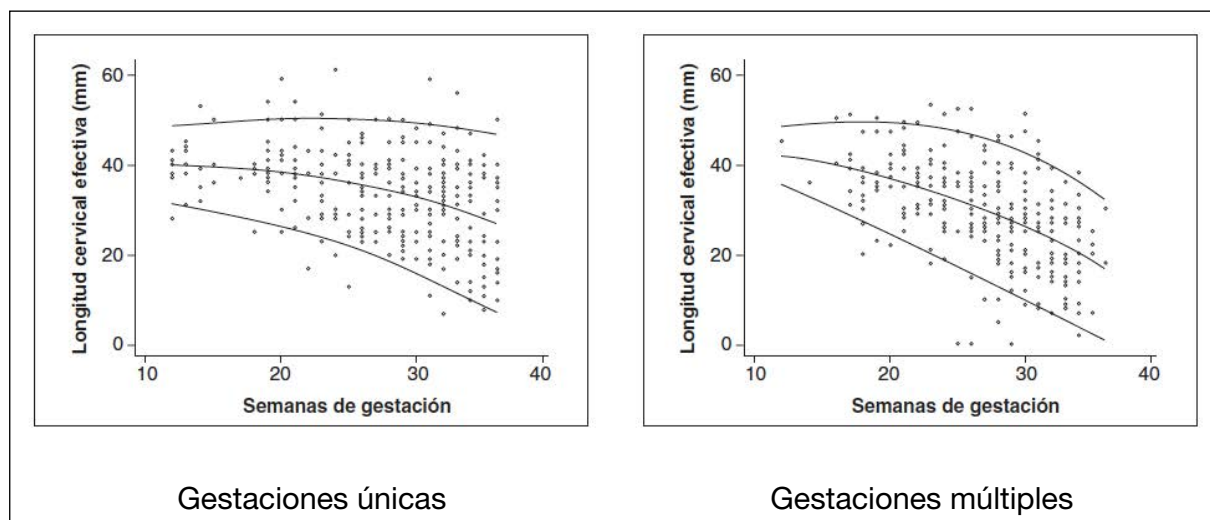 Longitud cervical efectiva (mm)
60
40
20
0
10 20 30 40
Semanas de gestación
Gestaciones únicas
Longitud cervical efectiva (mm)
60
40
20
0
10 20 30 40
Semanas de gestación
Gestaciones múltiples